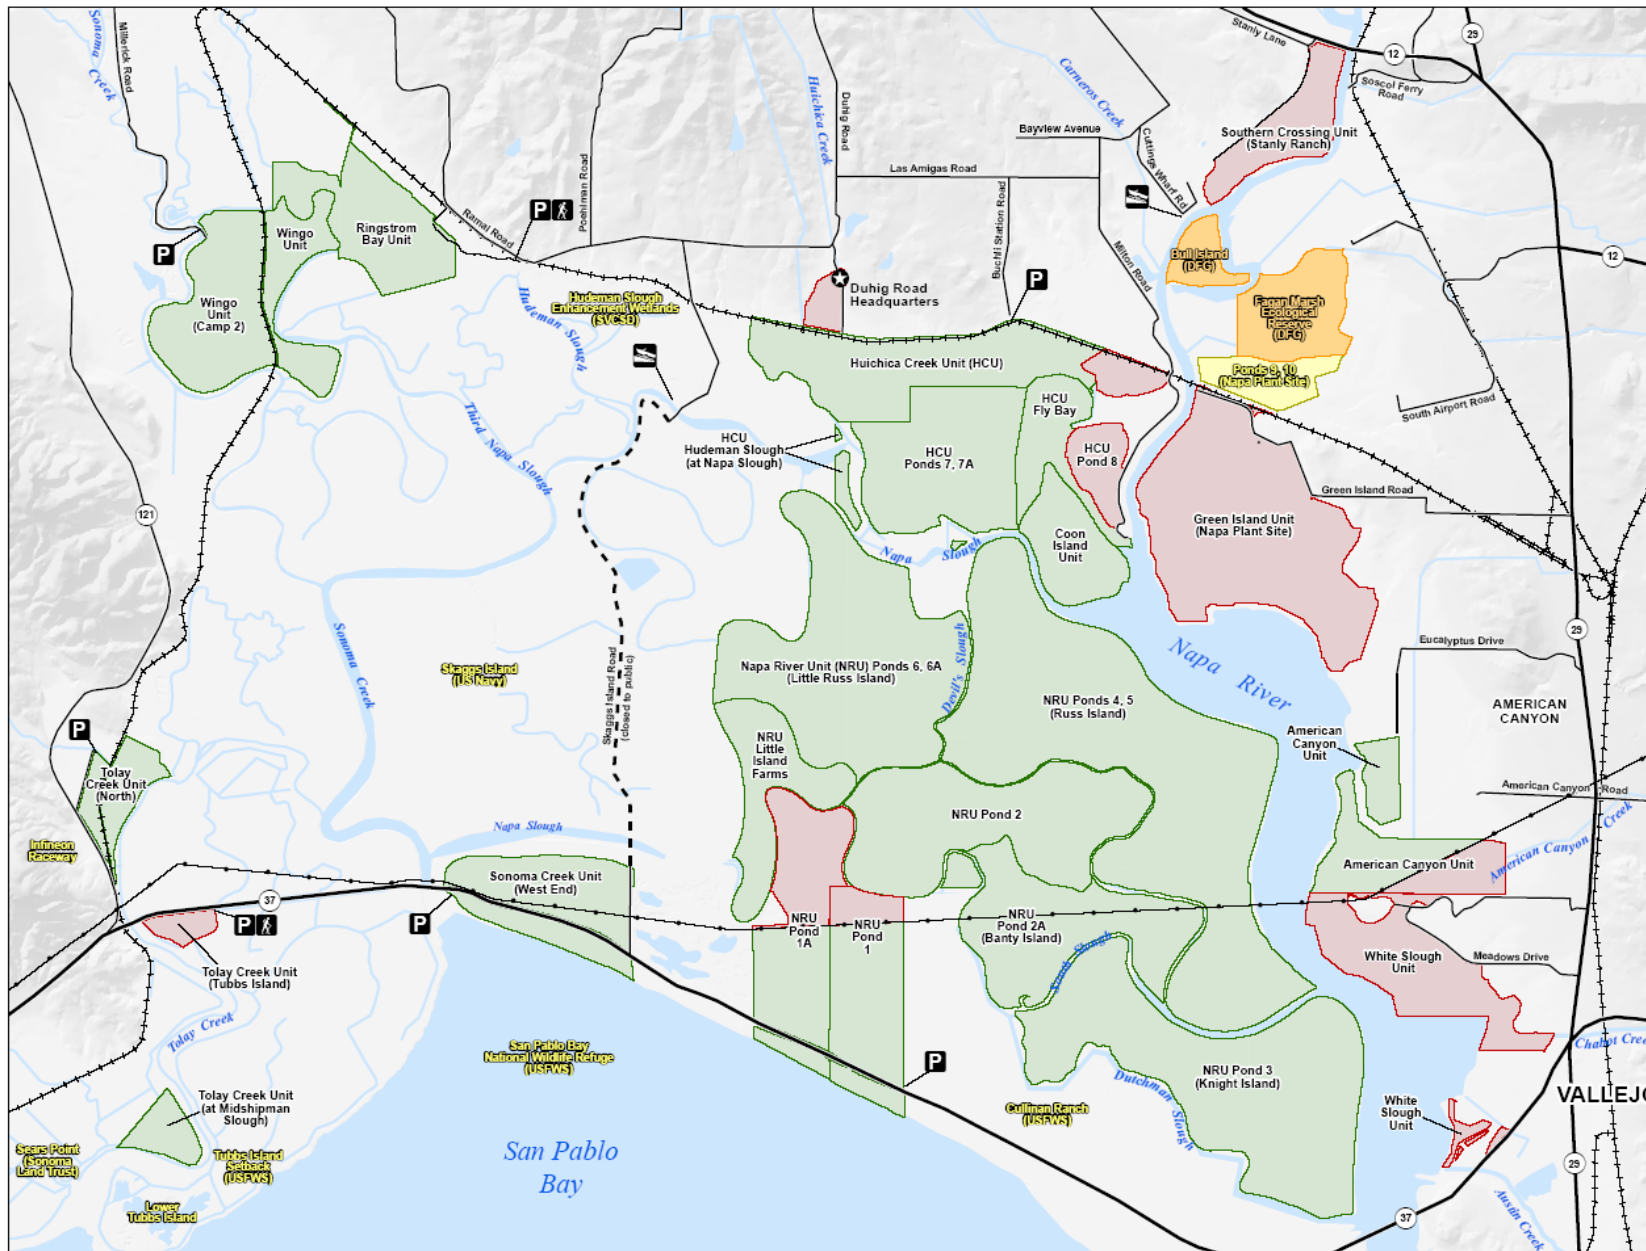 Sonoma
Creek
Millerick Road
Huichica Creek
Duhig Road
Carneros Creek
Stanly Lane
29
12
Soscol Ferry
Road
Bayview Avenue
Cuttings Wharf Rd
Southern Crossing Unit
(Stanly Ranch)
Las Amigas Road
Poehlman Road
Buchli Station Road
P
Ramal Road
Wingo
Unit
Ringstrom
Bay Unit
P
Milton Road
Bull Island
(DFG)
12
P
Duhig Road
Headquarters
Wingo
Unit
(Camp 2)
Hudeman Slough
Hudeman Slough
Enhancement Wetlands
(SVCSD)
Fagan Marsh
Ecological
Reserve
(DFG)
Huichica Creek Unit (HCU)
Ponds 9, 10
(Napa Plant Site)
South Airport Road
HCU
Fly Bay
Third Napa Slough
HCU
Hudeman Slough
(at Napa Slough)
HCU
Ponds 7, 7A
HCU
Pond 8
Green Island Road
121
Green Island Unit
(Napa Plant Site)
Coon
Island
Unit
Napa Slough
Sonoma Creek
29
Eucalyptus Drive
Skaggs Island
(US Navy)
Skaggs Island Road
(closed to public)
Napa River Unit (NRU) Ponds 6, 6A
(Little Russ Island)
Devil's Slough
Napa River
NRU Ponds 4, 5
(Russ Island)
AMERICAN
CANYON
P
NRU
Little
Island
Farms
American
Canyon
Unit
Tolay
Creek Unit
(North)
American Canyon Road
NRU Pond 2
Napa Slough
American Canyon Creek
Infineon
Raceway
American Canyon Unit
Sonoma Creek Unit
(West End)
37
P
P
NRU
Pond
1A
NRU
Pond
1
NRU
Pond 2A
(Banty Island)
South Slough
White Slough
Unit
Meadows Drive
Tolay Creek Unit
(Tubbs Island)
Tolay Creek
San Pablo Bay
National Wildlife Refuge
(USFWS)
P
Chabot Cree
NRU Pond 3
(Knight Island)
Dutchman Slough
VALLEJO
Tolay Creek Unit
(at Midshipman
Slough)
Cullinan Ranch
(USFWS)
White
Slough
Unit
Sears Point
(Sonoma
Land Trust)
Tubbs Island
Setback
(USFWS)
San Pablo
Bay
29
Lower
Tubbs Island
37
Austin Creek